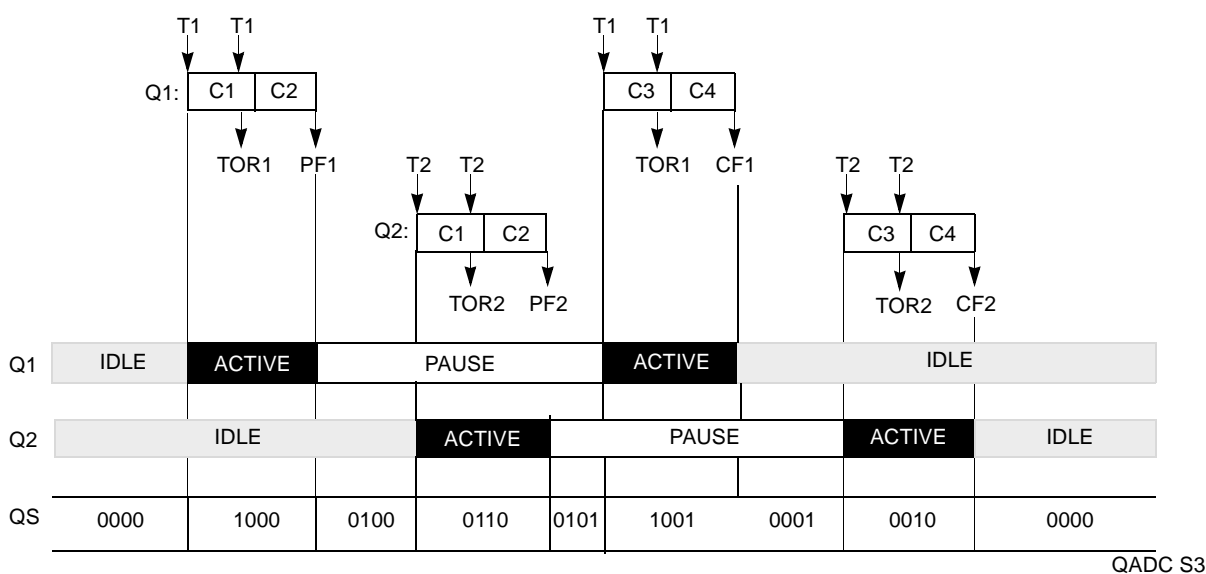 T1 T1 T1 T1
Q1: C1 C2 C3 C4
TOR1 PF1 T2 T2 TOR1 CF1 T2 T2
Q2: C1 C2 C3 C4
TOR2 PF2 TOR2 CF2
Q1 IDLE ACTIVE PAUSE ACTIVE IDLE
Q2 IDLE ACTIVE PAUSE ACTIVE IDLE
QS 0000 1000 0100 0110 0101 1001 0001 0010 0000
QADC S3